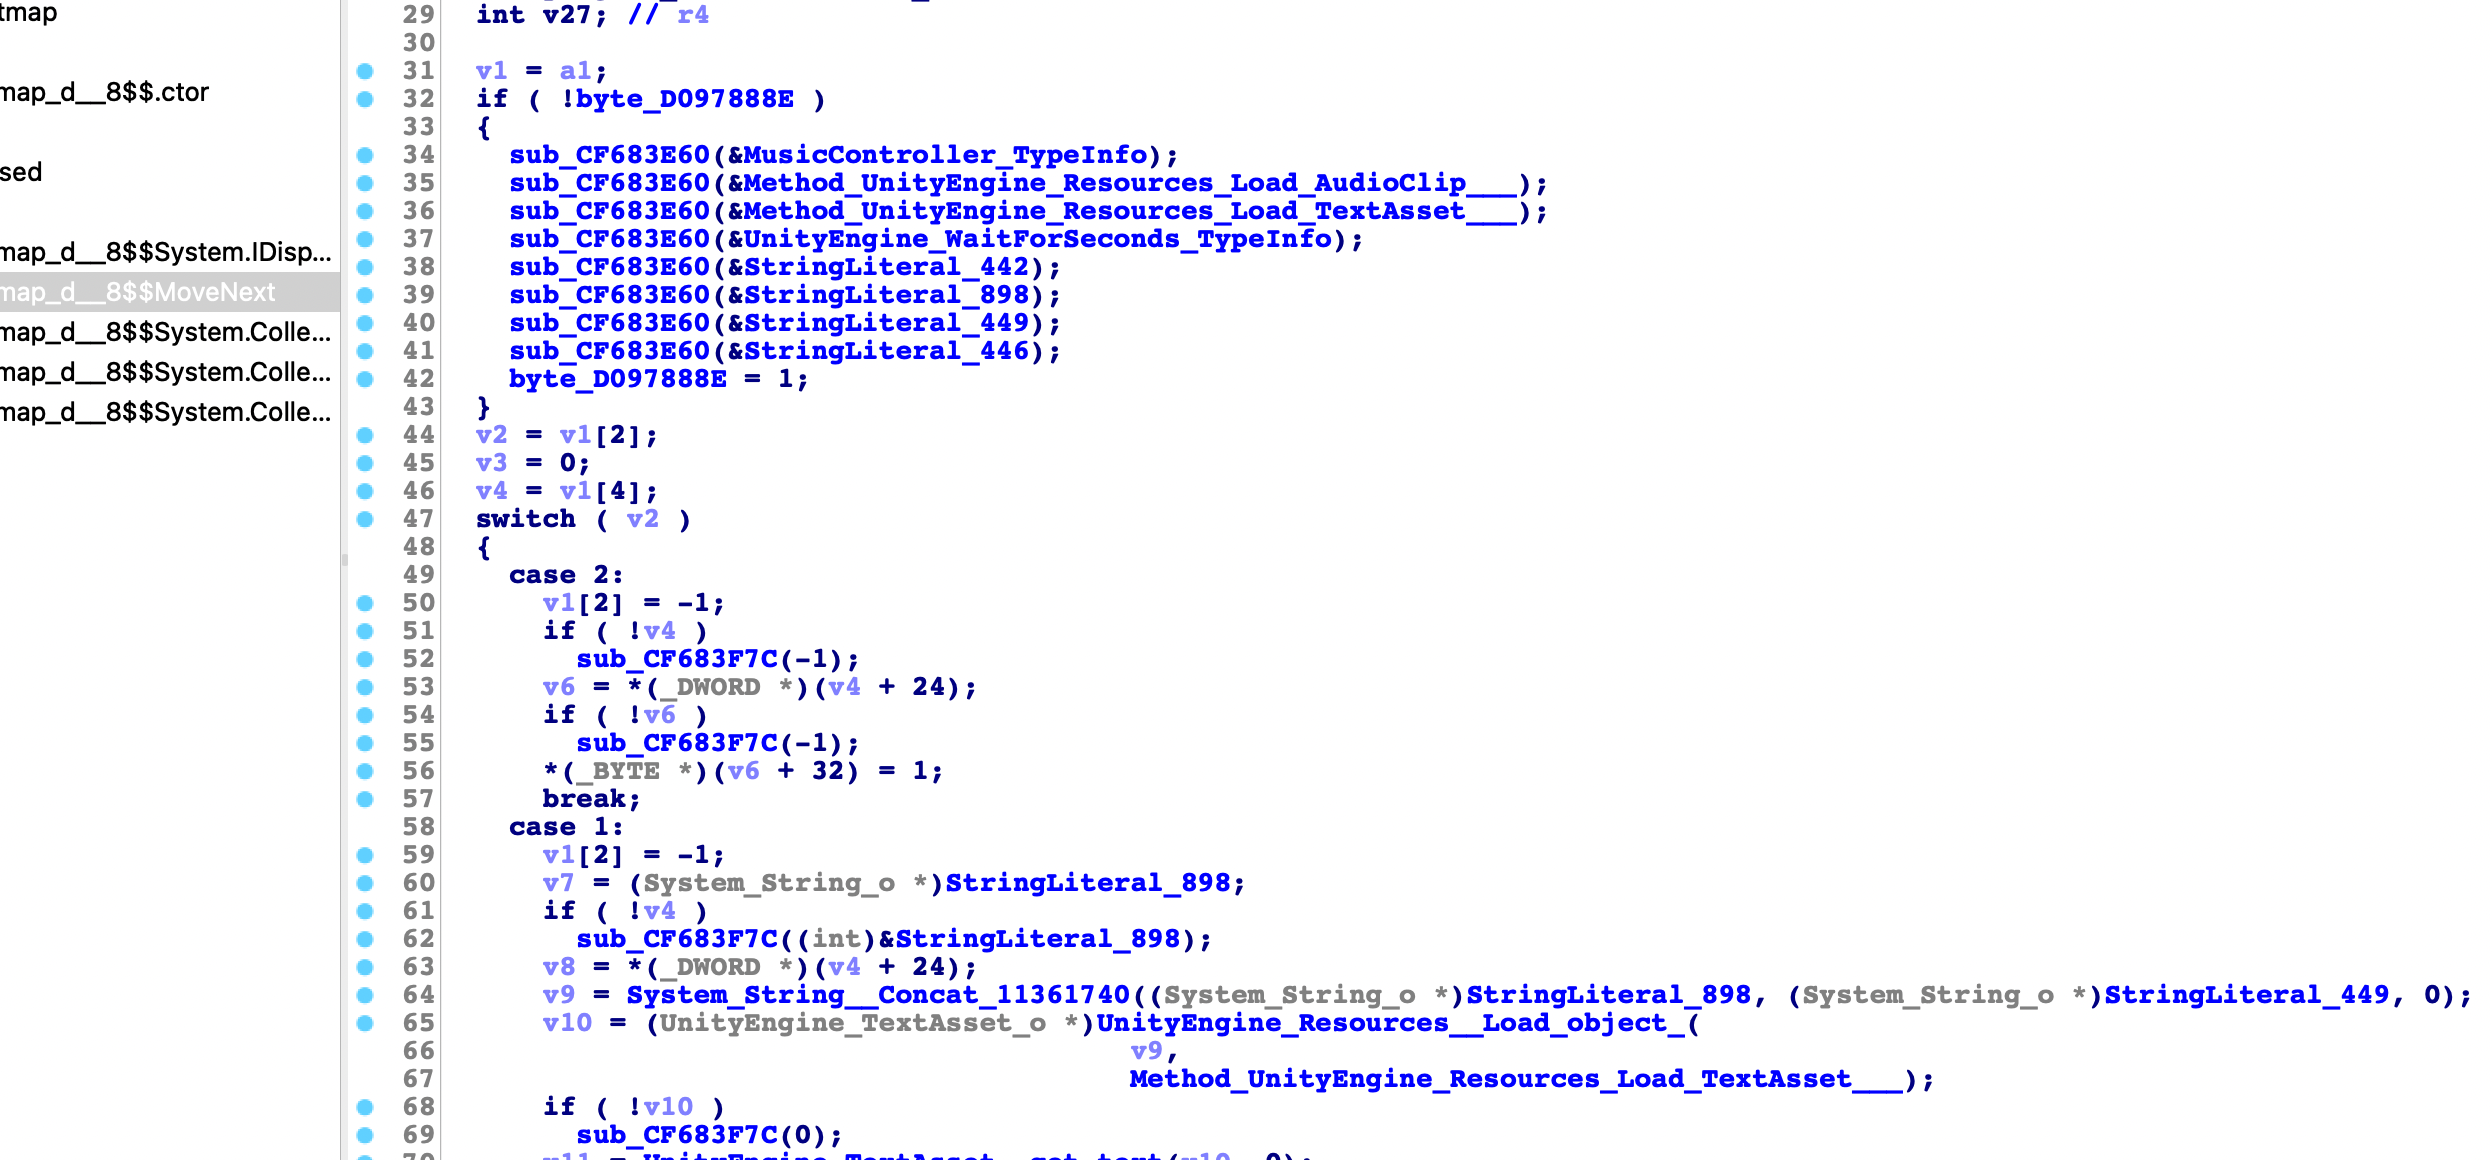 tmap
map_d__8$$.ctor
sed
map_d__8$$System.IDisp...
map_d__8$$MoveNext
map_d__8$$System.Colle...
map_d__8$$System.Colle...
map_d__8$$System.Colle...
29 int v27; // r4
30
31 v1 = a1;
32 if ( !byte_D097888E )
33 {
34 sub_CF683E60(&MusicController_TypeInfo);
35 sub_CF683E60(&Method_UnityEngine_Resources_Load_AudioClip___);
36 sub_CF683E60(&Method_UnityEngine_Resources_Load_TextAsset___);
37 sub_CF683E60(&UnityEngine_WaitForSeconds_TypeInfo);
38 sub_CF683E60(&StringLiteral_442);
39 sub_CF683E60(&StringLiteral_898);
40 sub_CF683E60(&StringLiteral_449);
41 sub_CF683E60(&StringLiteral_446);
42 byte_D097888E = 1;
43 }
44 v2 = v1[2];
45 v3 = 0;
46 v4 = v1[4];
47 switch ( v2 )
48 {
49 case 2:
50 v1[2] = -1;
51 if ( !v4 )
52 sub_CF683F7C(-1);
53 v6 = *(_DWORD *)(v4 + 24);
54 if ( !v6 )
55 sub_CF683F7C(-1);
56 *(_BYTE *)(v6 + 32) = 1;
57 break;
58 case 1:
59 v1[2] = -1;
60 v7 = (System_String_o *)StringLiteral_898;
61 if ( !v4 )
62 sub_CF683F7C((int)&StringLiteral_898);
63 v8 = *(_DWORD *)(v4 + 24);
64 v9 = System_String__Concat_11361740((System_String_o *)StringLiteral_898, (System_String_o *)StringLiteral_449, 0);
65 v10 = (UnityEngine_TextAsset_o *)UnityEngine_Resources__Load_object_(
66 v9,
67 Method_UnityEngine_Resources_Load_TextAsset___);
68 if ( !v10 )
69 sub_CF683F7C(0);
70 v11 = UnityEngine_TextAsset__get_text(v10, 0);